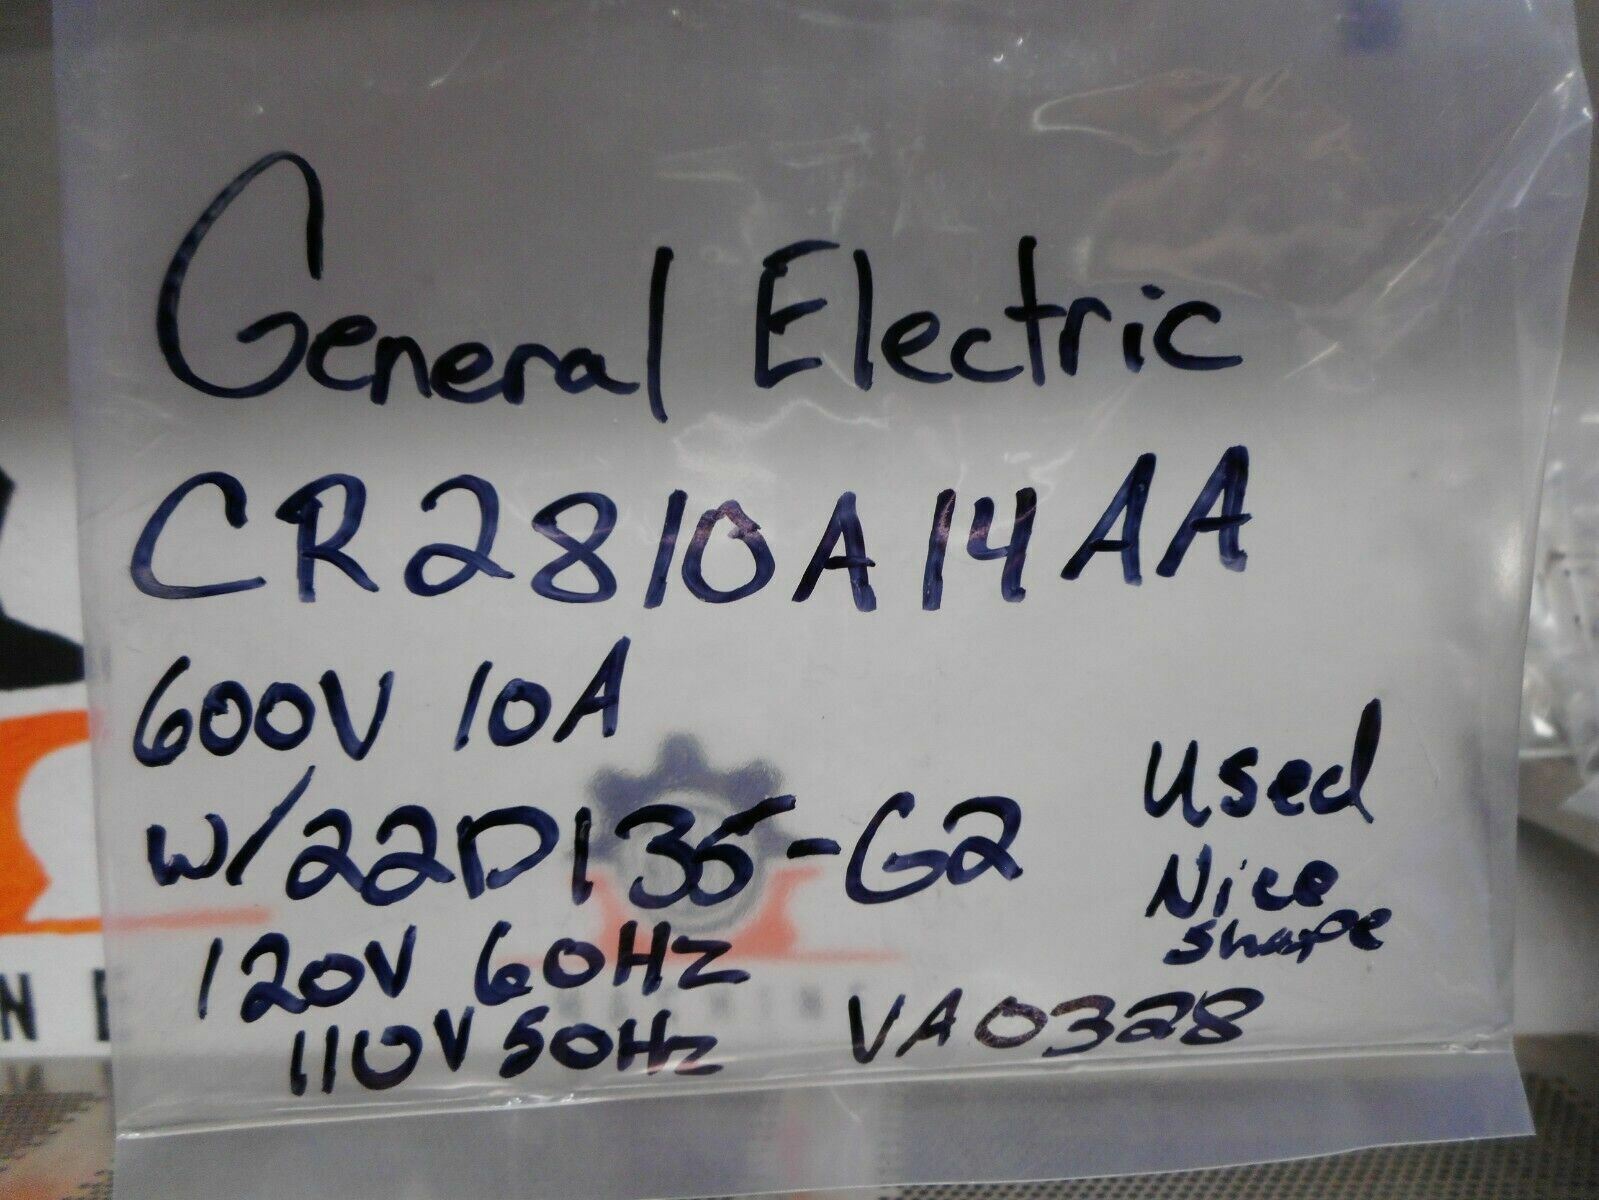 General Electric
CR2810A14AA
600V 10A
W/22D135-G2
120V 60Hz
110V 50Hz
Used
Nice
Shape
VA0328